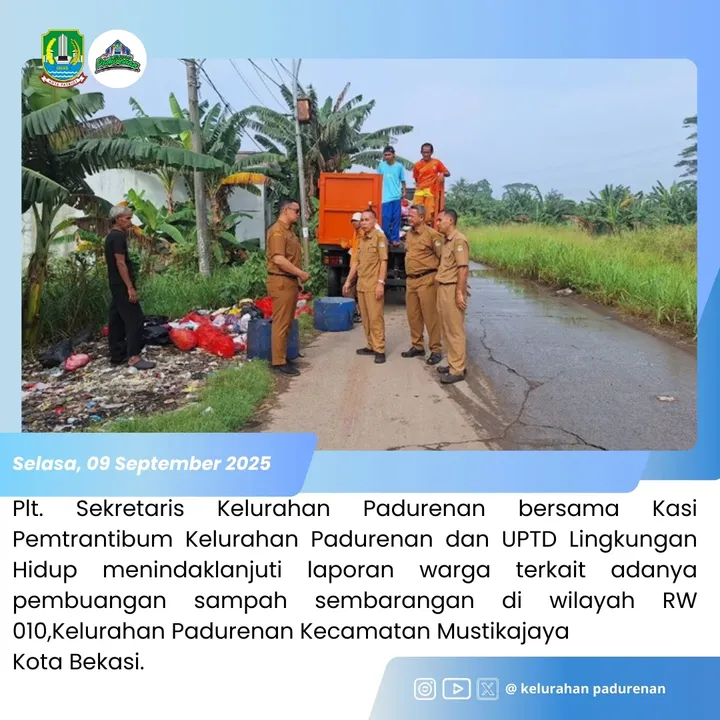 Selasa, 09 September 2025
Plt. Sekretaris Kelurahan Padurenan bersama Kasi
Pemtrantibum Kelurahan Padurenan dan UPTD Lingkungan
Hidup menindaklanjuti laporan warga terkait adanya
pembuangan sampah sembarangan di wilayah RW
010,Kelurahan Padurenan Kecamatan Mustikajaya
Kota Bekasi.
@ kelurahan padurenan